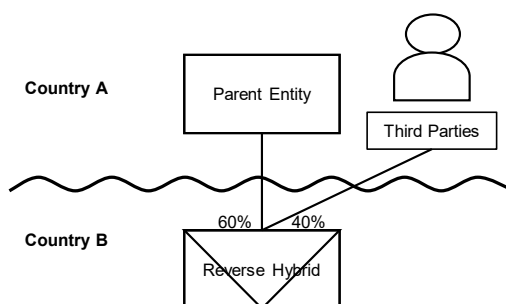 Country A
Parent Entity
Third Parties
60% 40%
Country B
Reverse Hybrid